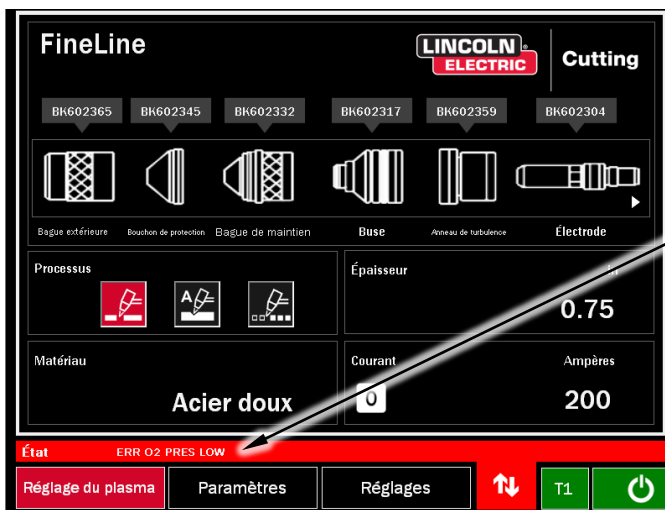 FineLine
LINCOLN
ELECTRIC
Cutting
BK602365 BK602345 BK602332 BK602317 BK602359 BK602304
Bague extérieure Bouchon de protection Bague de maintien Buse Anneau de turbulence Électrode
Processus
A
Épaisseur
0.75
Matériau
Acier doux
Courant Ampères
0 200
État ERR O2 PRES LOW
Réglage du plasma Paramètres Réglages T1